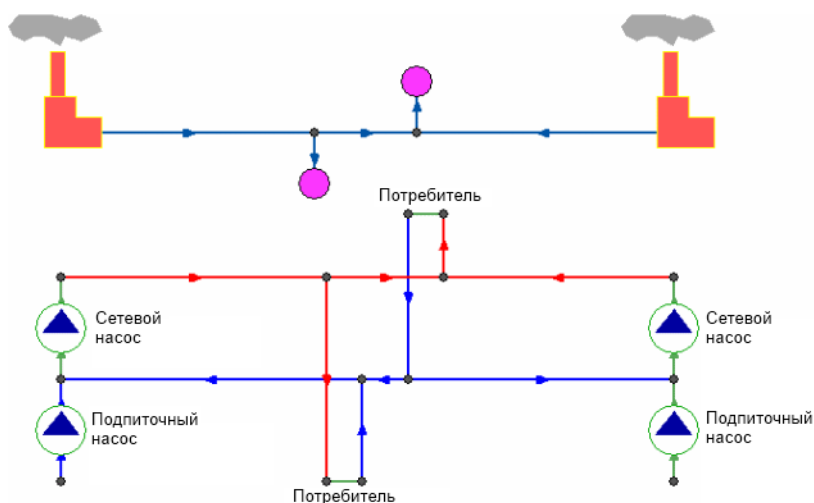 Потребитель
Сетевой
насос
Сетевой
насос
Подпиточный
насос
Подпиточный
насос
Потребитель